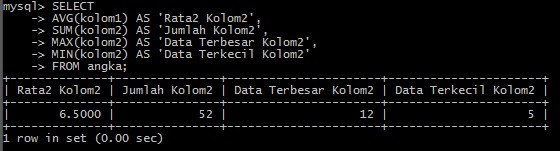 mysql> SELECT
    -> AVG(kolom1) AS 'Rata2 Kolom2',
    -> SUM(kolom2) AS 'Jumlah Kolom2',
    -> MAX(kolom2) AS 'Data Terbesar Kolom2',
    -> MIN(kolom2) AS 'Data Terkecil Kolom2'
    -> FROM angka;
+--------------+---------------+----------------------+----------------------+
| Rata2 Kolom2 | Jumlah Kolom2 | Data Terbesar Kolom2 | Data Terkecil Kolom2 |
+--------------+---------------+----------------------+----------------------+
|       6.5000 |            52 |                   12 |                    5 |
+--------------+---------------+----------------------+----------------------+
1 row in set (0.00 sec)